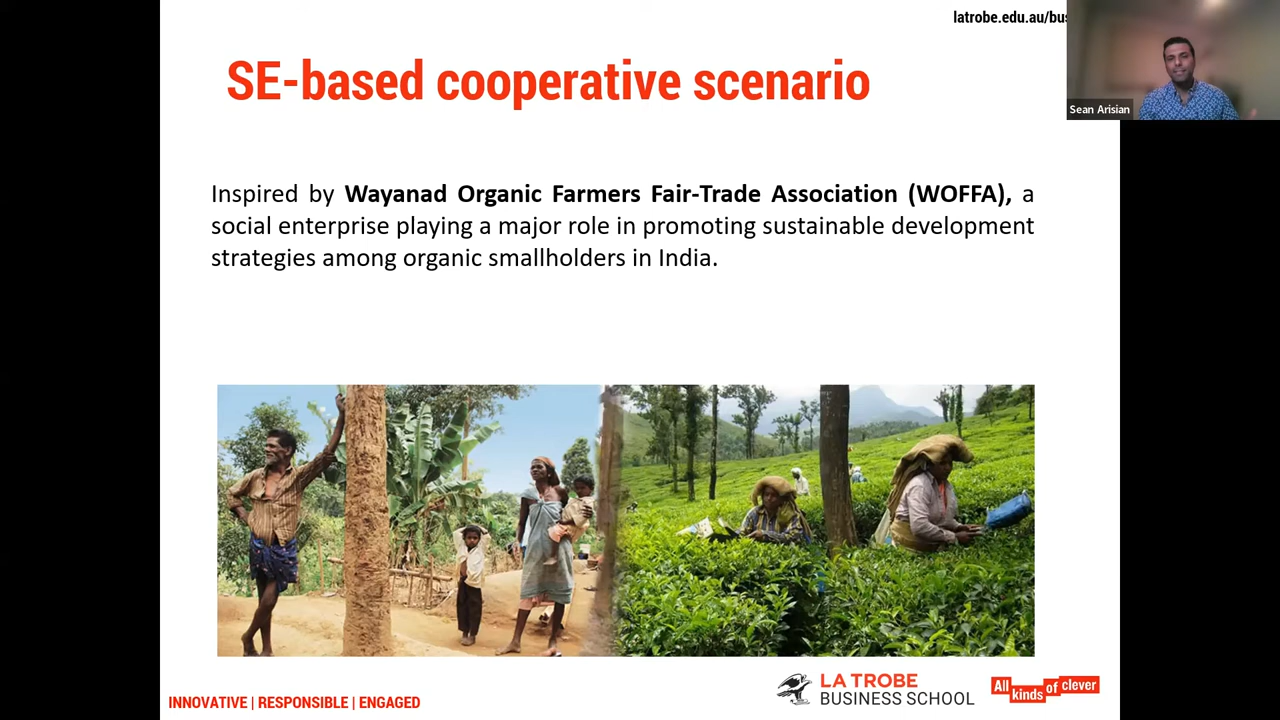 latrobe.edu.au/bus
Sean Arisian
SE-based cooperative scenario
Inspired by Wayanad Organic Farmers Fair-Trade Association (WOFFA), a
social enterprise playing a major role in promoting sustainable development
strategies among organic smallholders in India.
INNOVATIVE | RESPONSIBLE | ENGAGED
LA TROBE
BUSINESS SCHOOL
All kinds of clever